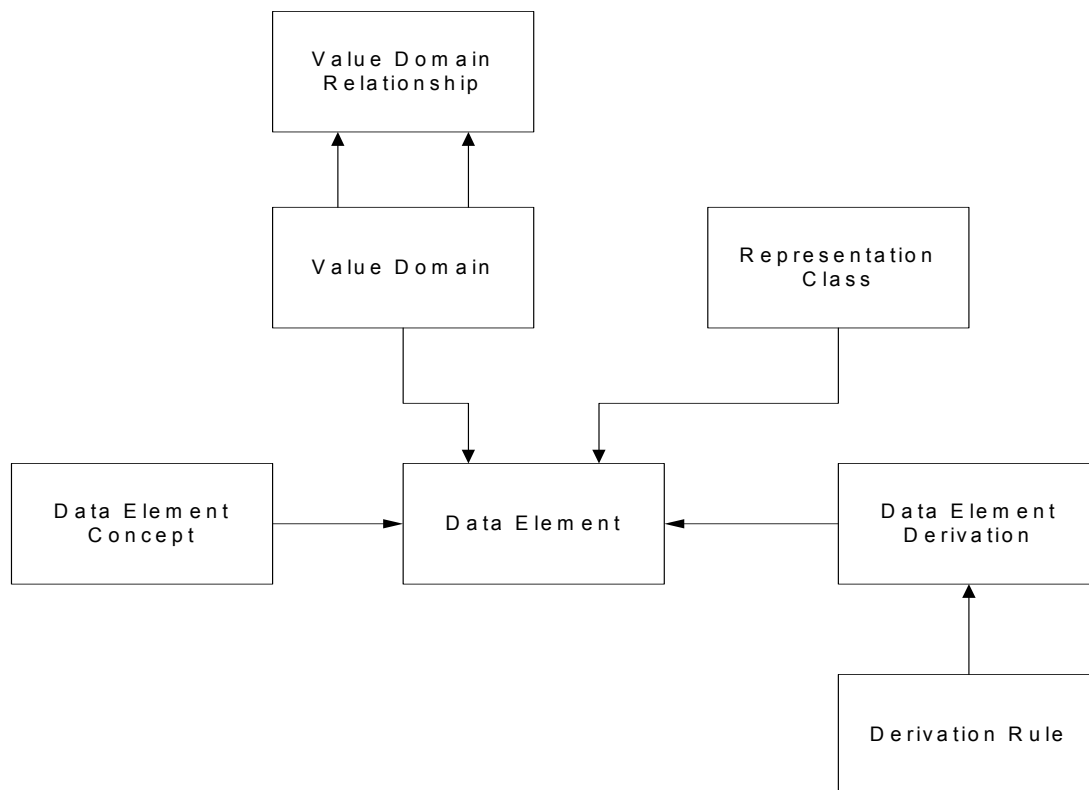 Value Domain
Relationship
Value Domain
Representation
Class
Data Element
Concept
Data Element
Data Element
Derivation
Derivation Rule